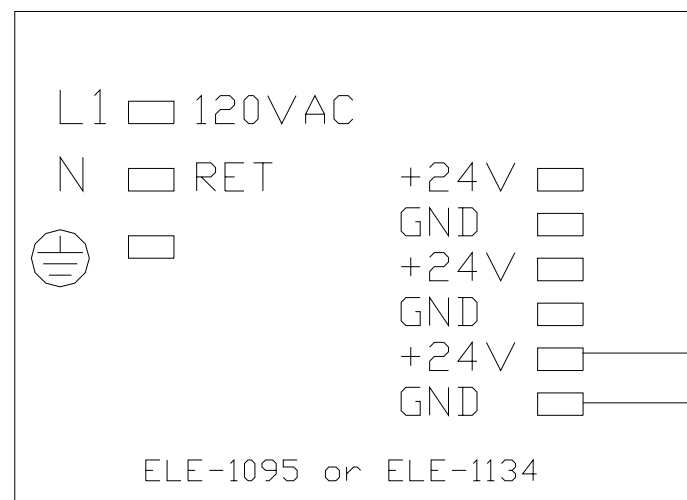 L1 120VAC
N RET
+24V
GND
+24V
GND
+24V
GND
ELE-1095 or ELE-1134